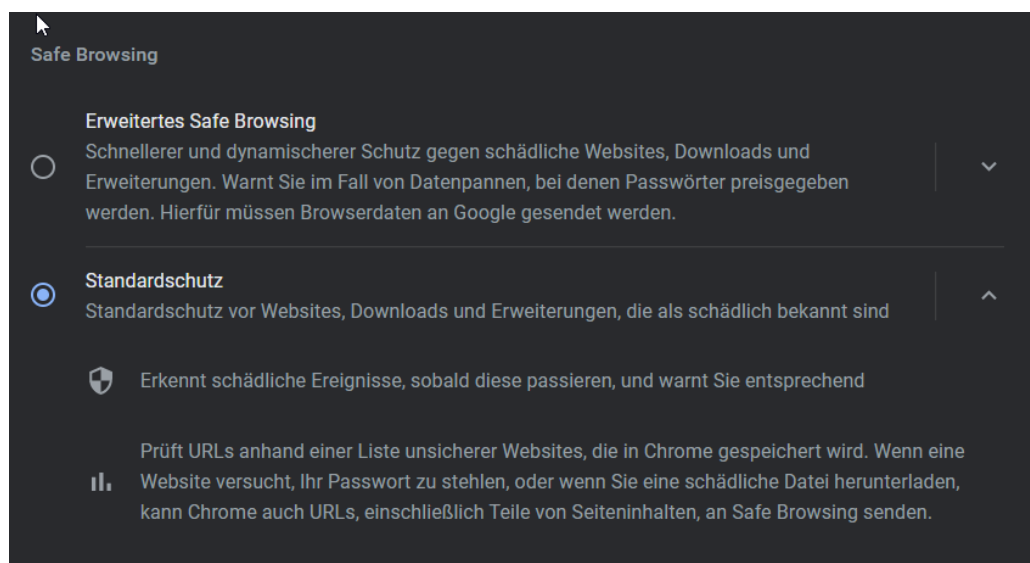 Safe Browsing
Erweitertes Safe Browsing
Schnellerer und dynamischerer Schutz gegen schädliche Websites, Downloads und
Erweiterungen. Warnt Sie im Fall von Datenpannen, bei denen Passwörter preisgegeben
werden. Hierfür müssen Browserdaten an Google gesendet werden.
Standardschutz
Standardschutz vor Websites, Downloads und Erweiterungen, die als schädlich bekannt sind
Erkennt schädliche Ereignisse, sobald diese passieren, und warnt Sie entsprechend
Prüft URLs anhand einer Liste unsicherer Websites, die in Chrome gespeichert wird. Wenn eine
Website versucht, Ihr Passwort zu stehlen, oder wenn Sie eine schädliche Datei herunterladen,
kann Chrome auch URLs, einschließlich Teile von Seiteninhalten, an Safe Browsing senden.